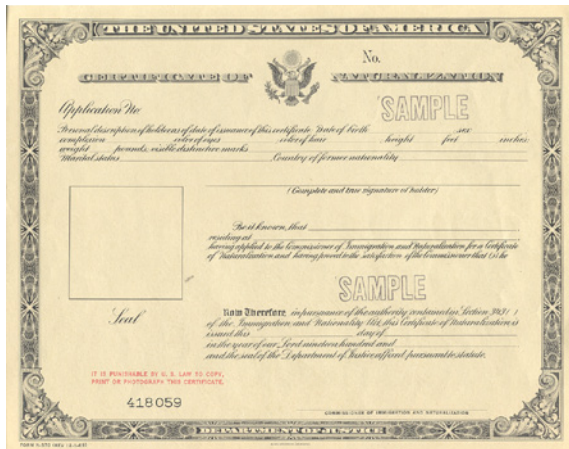 THE UNITED STATES OF AMERICA
No.
CERTIFICATE OF NATURALIZATION
Application No
SAMPLE
Personal description of holder as of date of issuance of this certificate Date of birth sex
complexion color of eyes color of hair height feet inches
weight pounds, visible distinctive marks
Marital status Country of former nationality
(Complete and true signature of holder)
Be it known, that
residing at
having applied to the Commissioner of Immigration and Naturalization for a Certificate
of Naturalization and having proved to the satisfaction of the Commissioner that (s)he
SAMPLE
Seal
Now Therefore, in pursuance of the authority contained in Section
of the Immigration and Nationality Act, this Certificate of Naturalization is
issued this day of
in the year of our Lord nineteen hundred and
and the seal of the Department of Justice affixed pursuant to statute.
IT IS PUNISHABLE BY U. S. LAW TO COPY,
PRINT OR PHOTOGRAPH THIS CERTIFICATE.
418059
COMMISSIONER OF IMMIGRATION AND NATURALIZATION
DEPARTMENT OF JUSTICE